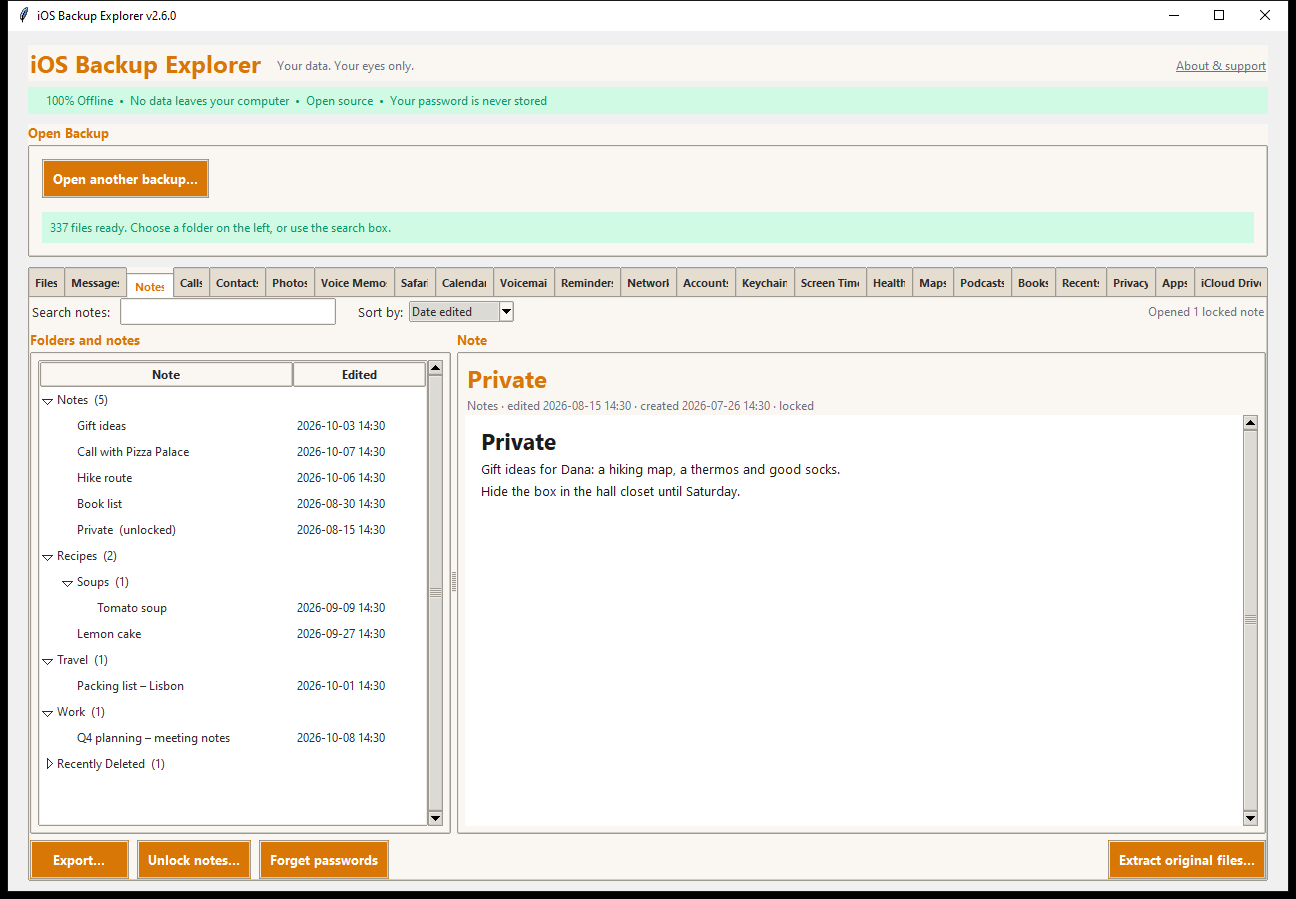 iOS Backup Explorer v2.6.0
iOS Backup Explorer Your data. Your eyes only. About & support
100% Offline • No data leaves your computer • Open source • Your password is never stored
Open Backup
Open another backup...
337 files ready. Choose a folder on the left, or use the search box.
Files Messages Notes Calls Contacts Photos Voice Memo Safari Calendar Voicemai Reminders Network Accounts Keychain Screen Time Health Maps Podcasts Books Recents Privacy Apps iCloud Drive
Search notes: Sort by: Date edited Opened 1 locked note
Folders and notes Note
Note Edited
Private
Notes · edited 2026-08-15 14:30 · created 2026-07-26 14:30 · locked
Private
Gift ideas for Dana: a hiking map, a thermos and good socks.
Hide the box in the hall closet until Saturday.
Notes (5)
Gift ideas 2026-10-03 14:30
Call with Pizza Palace 2026-10-07 14:30
Hike route 2026-10-06 14:30
Book list 2026-08-30 14:30
Private (unlocked) 2026-08-15 14:30
Recipes (2)
Soups (1)
Tomato soup 2026-09-09 14:30
Lemon cake 2026-09-27 14:30
Travel (1)
Packing list – Lisbon 2026-10-01 14:30
Work (1)
Q4 planning – meeting notes 2026-10-08 14:30
Recently Deleted (1)
Export... Unlock notes... Forget passwords Extract original files...